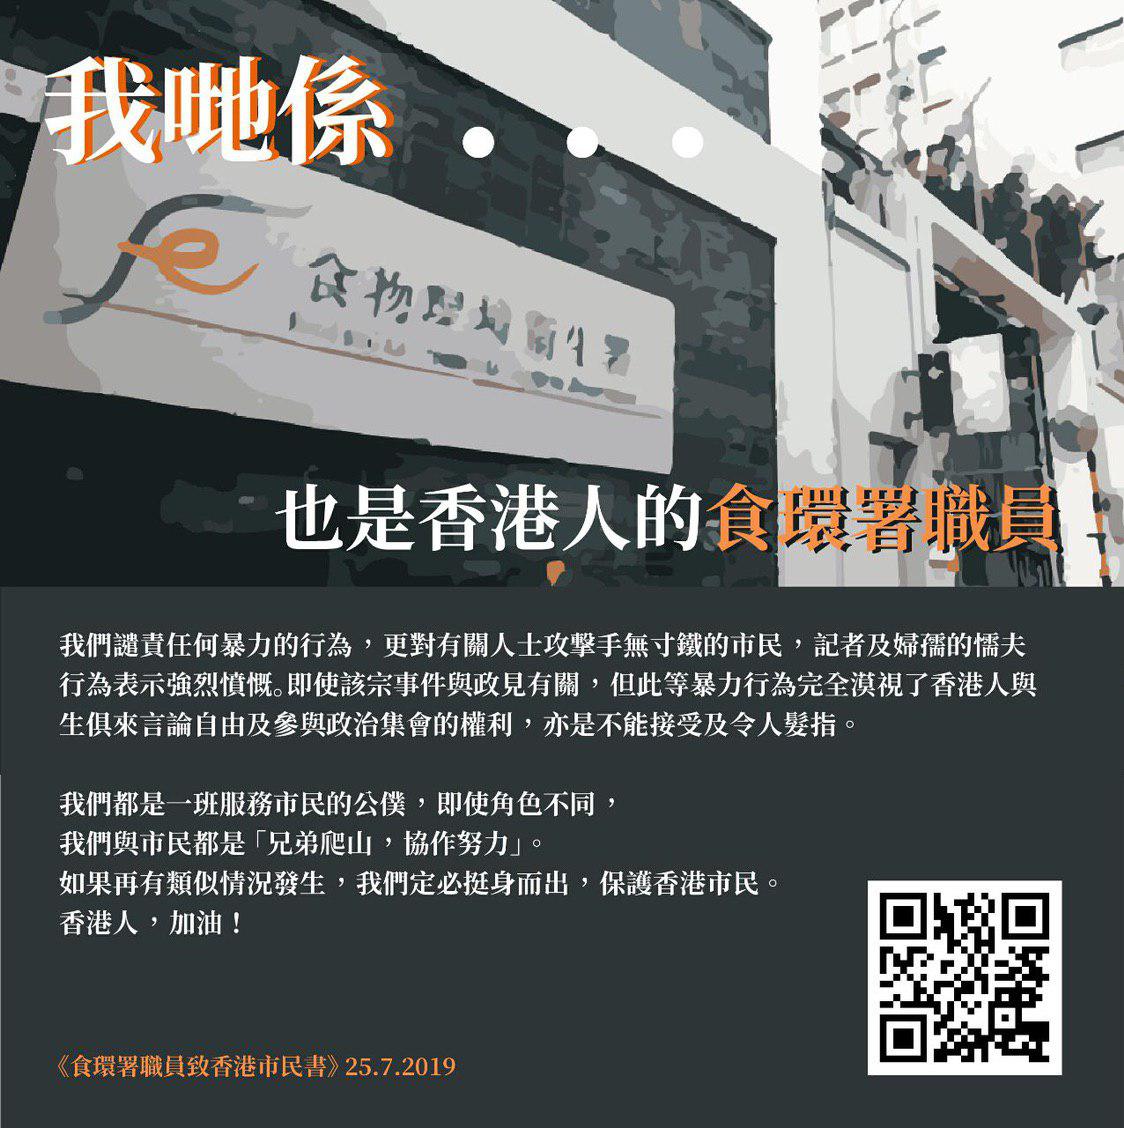 我哋係
食物環境衞生署
也是香港人的食環署職員
我們譴責任何暴力的行為，更對有關人士攻擊手無寸鐵的市民，記者及婦孺的懦夫
行為表示強烈憤慨。即使該宗事件與政見有關，但此等暴力行為完全漠視了香港人與
生俱來言論自由及參與政治集會的權利，亦是不能接受及令人髮指。
我們都是一班服務市民的公僕，即使角色不同，
我們與市民都是「兄弟爬山，協作努力」。
如果再有類似情況發生，我們定必挺身而出，保護香港市民。
香港人，加油！
《食環署職員致香港市民書》25.7.2019